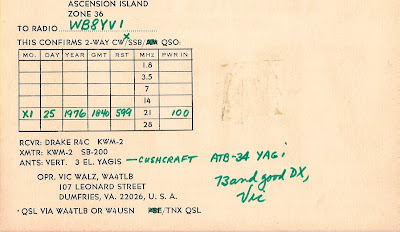 ASCENSION ISLAND
ZONE 36
TO RADIO WB8YVI
THIS CONFIRMS 2-WAY CW/SSB/AM QSO:
MO. DAY YEAR GMT RST MHz PWR IN
1.8
3.5
7
14
XI 25 1976 1840 599 21 100
28
RCVR: DRAKE R4C KWM-2
XMTR: KWM-2 SB-200
ANTS: VERT. 3 EL. YAGIS — CUSHCRAFT ATB-34 YAGI
OPR. VIC WALZ, WA4TLB
107 LEONARD STREET
DUMFRIES, VA. 22026, U. S. A.
73 and good DX,
Vic
QSL VIA WA4TLB OR W4USN PSE/TNX QSL